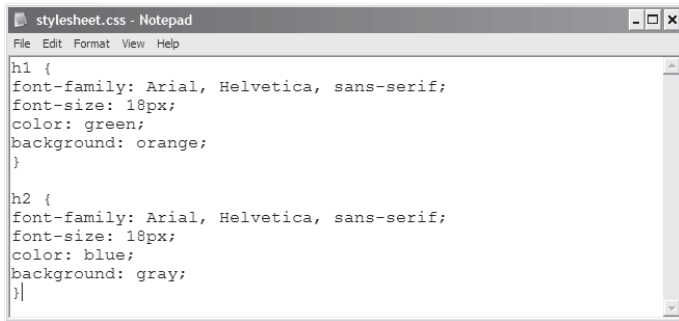 stylesheet.css - Notepad
File Edit Format View Help
h1 {
font-family: Arial, Helvetica, sans-serif;
font-size: 18px;
color: green;
background: orange;
}
h2 {
font-family: Arial, Helvetica, sans-serif;
font-size: 18px;
color: blue;
background: gray;
}